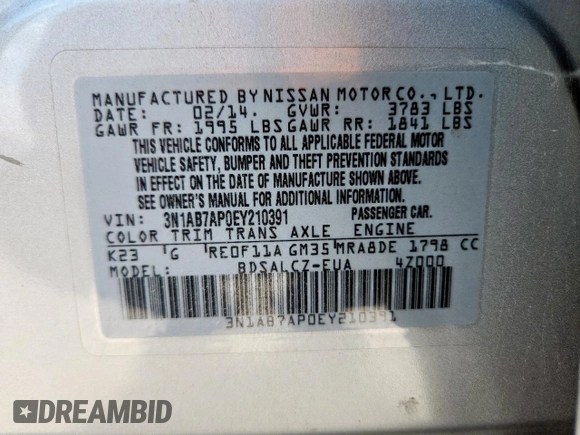 MANUFACTURED BY NISSAN MOTOR CO., LTD.
DATE: 02/14. GVWR: 3783 LBS
GAWR FR: 1995 LBS GAWR RR: 1841 LBS
THIS VEHICLE CONFORMS TO ALL APPLICABLE FEDERAL MOTOR
VEHICLE SAFETY, BUMPER AND THEFT PREVENTION STANDARDS
IN EFFECT ON THE DATE OF MANUFACTURE SHOWN ABOVE.
SEE OWNER'S MANUAL FOR ADDITIONAL INFORMATION.
VIN: 3N1AB7AP0EY210391 PASSENGER CAR.
COLOR TRIM TRANS AXLE ENGINE
K23 G RE0F11A GM35 MRA8DE 1798 CC
MODEL: BDSALCZ-EUA 4Z000
3N1AB7AP0EY210391
DREAMBID